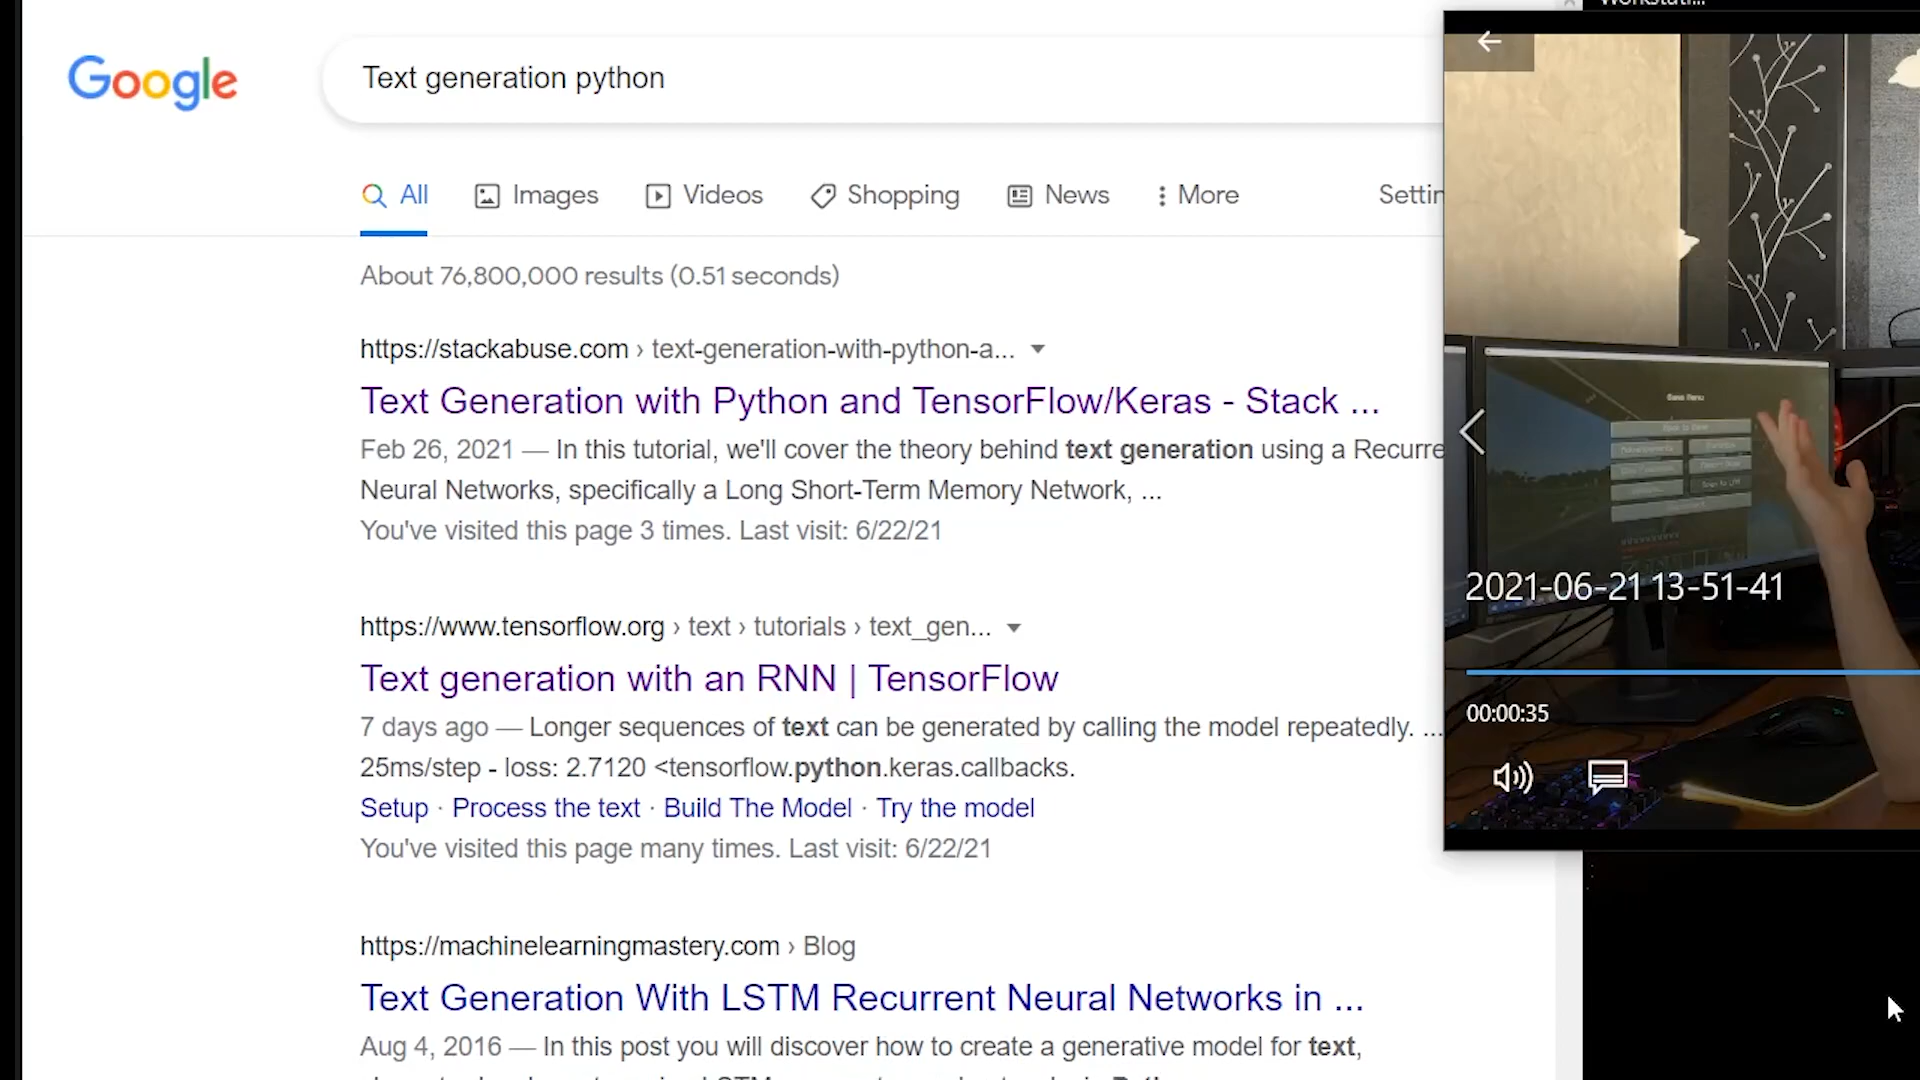 Google
Text generation python
All
Images
Videos
Shopping
News
More
Settin
About 76,800,000 results (0.51 seconds)
https://stackabuse.com › text-generation-with-python-a...
Text Generation with Python and TensorFlow/Keras - Stack ...
Feb 26, 2021 — In this tutorial, we'll cover the theory behind text generation using a Recurre
Neural Networks, specifically a Long Short-Term Memory Network, ...
You've visited this page 3 times. Last visit: 6/22/21
https://www.tensorflow.org › text › tutorials › text_gen...
Text generation with an RNN | TensorFlow
7 days ago — Longer sequences of text can be generated by calling the model repeatedly. ...
25ms/step - loss: 2.7120 <tensorflow.python.keras.callbacks.
Setup · Process the text · Build The Model · Try the model
You've visited this page many times. Last visit: 6/22/21
https://machinelearningmastery.com › Blog
Text Generation With LSTM Recurrent Neural Networks in ...
Aug 4, 2016 — In this post you will discover how to create a generative model for text,
Game Menu
Back to Game
2021-06-21 13-51-41
00:00:35